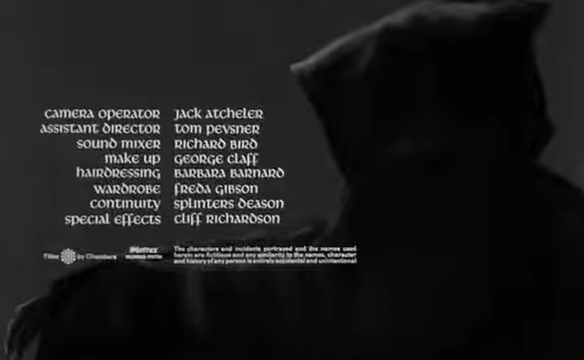 camera operator jack atcheler
assistant director tom pevsner
sound mixer richard bird
make up george claff
hairdressing barbara barnard
wardrobe freda gibson
continuity splinters deason
special effects cliff richardson
The characters and incidents portrayed and the names used
herein are fictitious and any similarity to the names, character
and history of any person is entirely accidental and unintentional